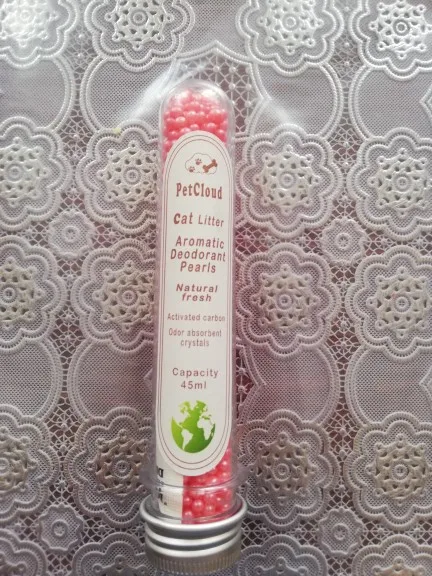 PetCloud
Cat Litter
Aromatic
Deodorant
Pearls
Natural
fresh
Activated carbon
Odor absorbent
crystals
Capacity
45ml